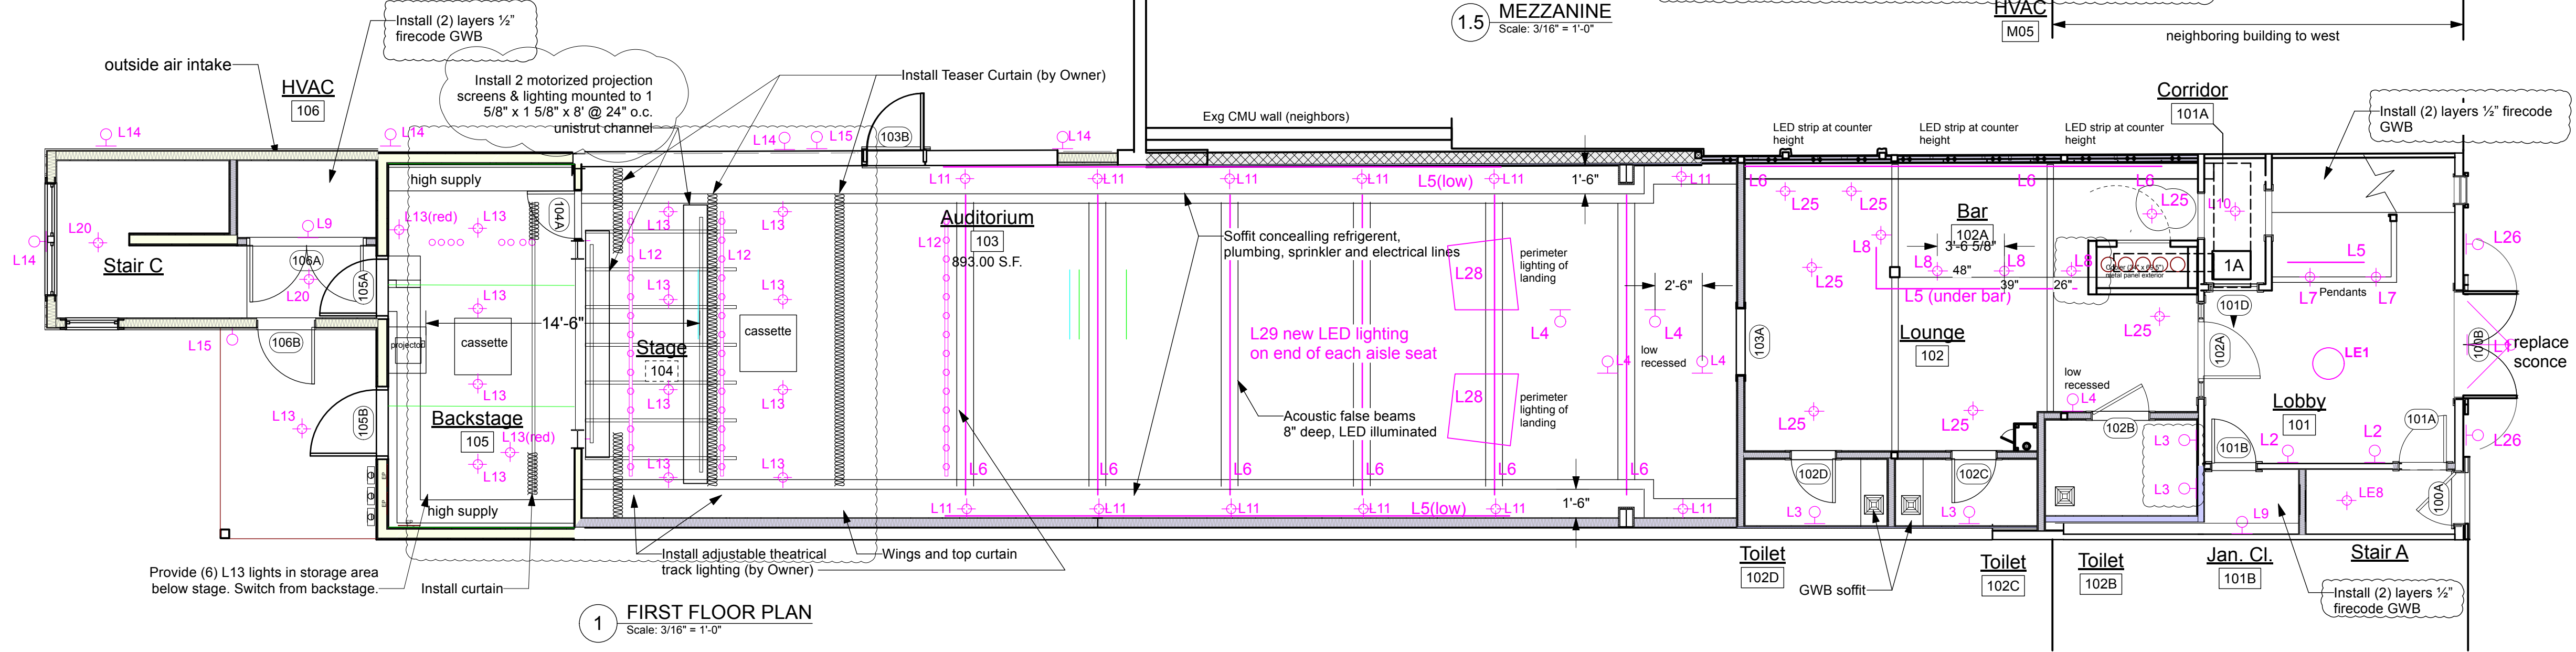 1.5
MEZZANINE
Scale: 3/16" = 1'-0"
HVAC
M05
neighboring building to west
Install (2) layers ½"
firecode GWB
outside air intake
HVAC
106
Install 2 motorized projection
screens & lighting mounted to 1
5/8" x 1 5/8" x 8' @ 24" o.c.
unistrut channel
Install Teaser Curtain (by Owner)
Exg CMU wall (neighbors)
LED strip at counter
height
LED strip at counter
height
LED strip at counter
height
Corridor
101A
Install (2) layers ½" firecode
GWB
L14
L14
L14
L15
103B
L14
high supply
L11
L11
L11
L11
L5(low)
L11
1'-6"
L11
L6
L6
L6
L25
L25
L25
L10
L20
L9
L13(red)
L13
104A
L13
L13
Auditorium
103
893.00 S.F.
Soffit concealling refrigerent,
plumbing, sprinkler and electrical lines
Bar
102A
3'-6 5/8"
L8
L8
48"
L8
L8
39"
26"
L5 (under bar)
1A
L5
L7
L7
Pendants
L26
L14
Stair C
106A
L20
105A
L12
L12
L12
L28
perimeter
lighting of
landing
2'-6"
L25
L13
L13
L13
14'-6"
projector
cassette
cassette
Stage
104
L29 new LED lighting
on end of each aisle seat
L4
L4
L4
L4
low
recessed
103A
Lounge
102
L25
101D
102A
LE1
100B
replace
sconce
L15
106B
L13
L13
L13
L13
105B
Backstage
105
L13(red)
L13
L13
L13
Acoustic false beams
8" deep, LED illuminated
L28
perimeter
lighting of
landing
L25
L25
low
recessed
L4
102B
Lobby
101
L3
101B
L2
L2
101A
L26
EP
EP
high supply
L6
L6
L6
L6
L6
L6
L11
L11
L11
L11
L5(low)
L11
1'-6"
L11
102D
102C
L3
L3
L3
L9
LE8
100A
Provide (6) L13 lights in storage area
below stage. Switch from backstage.
Install curtain
Install adjustable theatrical
track lighting (by Owner)
Wings and top curtain
Toilet
102D
GWB soffit
Toilet
102C
Toilet
102B
Jan. Cl.
101B
Stair A
Install (2) layers ½"
firecode GWB
1
FIRST FLOOR PLAN
Scale: 3/16" = 1'-0"